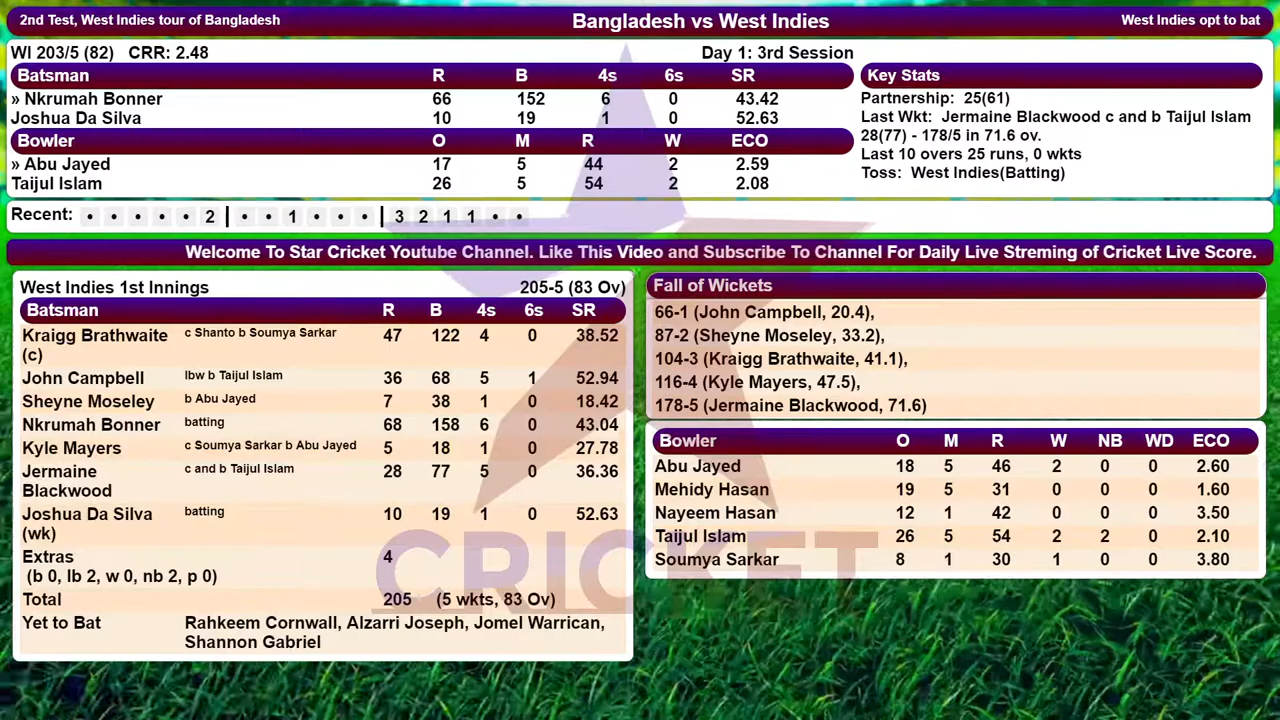 2nd Test, West Indies tour of Bangladesh Bangladesh vs West Indies West Indies opt to bat
WI 203/5 (82) CRR: 2.48 Day 1: 3rd Session
Batsman R B 4s 6s SR
» Nkrumah Bonner 66 152 6 0 43.42
Joshua Da Silva 10 19 1 0 52.63
Bowler O M R W ECO
» Abu Jayed 17 5 44 2 2.59
Taijul Islam 26 5 54 2 2.08
Key Stats
Partnership: 25(61)
Last Wkt: Jermaine Blackwood c and b Taijul Islam
28(77) - 178/5 in 71.6 ov.
Last 10 overs 25 runs, 0 wkts
Toss: West Indies(Batting)
Recent: • • • • • 2 | • • 1 • • • | 3 2 1 1 • •
Welcome To Star Cricket Youtube Channel. Like This Video and Subscribe To Channel For Daily Live Streming of Cricket Live Score.
West Indies 1st Innings 205-5 (83 Ov)
Batsman R B 4s 6s SR
Kraigg Brathwaite c Shanto b Soumya Sarkar 47 122 4 0 38.52
(c)
John Campbell lbw b Taijul Islam 36 68 5 1 52.94
Sheyne Moseley b Abu Jayed 7 38 1 0 18.42
Nkrumah Bonner batting 68 158 6 0 43.04
Kyle Mayers c Soumya Sarkar b Abu Jayed 5 18 1 0 27.78
Jermaine c and b Taijul Islam 28 77 5 0 36.36
Blackwood
Joshua Da Silva batting 10 19 1 0 52.63
(wk)
Extras 4
(b 0, lb 2, w 0, nb 2, p 0)
Total 205 (5 wkts, 83 Ov)
Yet to Bat Rahkeem Cornwall, Alzarri Joseph, Jomel Warrican,
Shannon Gabriel
Fall of Wickets
66-1 (John Campbell, 20.4),
87-2 (Sheyne Moseley, 33.2),
104-3 (Kraigg Brathwaite, 41.1),
116-4 (Kyle Mayers, 47.5),
178-5 (Jermaine Blackwood, 71.6)
Bowler O M R W NB WD ECO
Abu Jayed 18 5 46 2 0 0 2.60
Mehidy Hasan 19 5 31 0 0 0 1.60
Nayeem Hasan 12 1 42 0 0 0 3.50
Taijul Islam 26 5 54 2 2 0 2.10
Soumya Sarkar 8 1 30 1 0 0 3.80
CRICKET